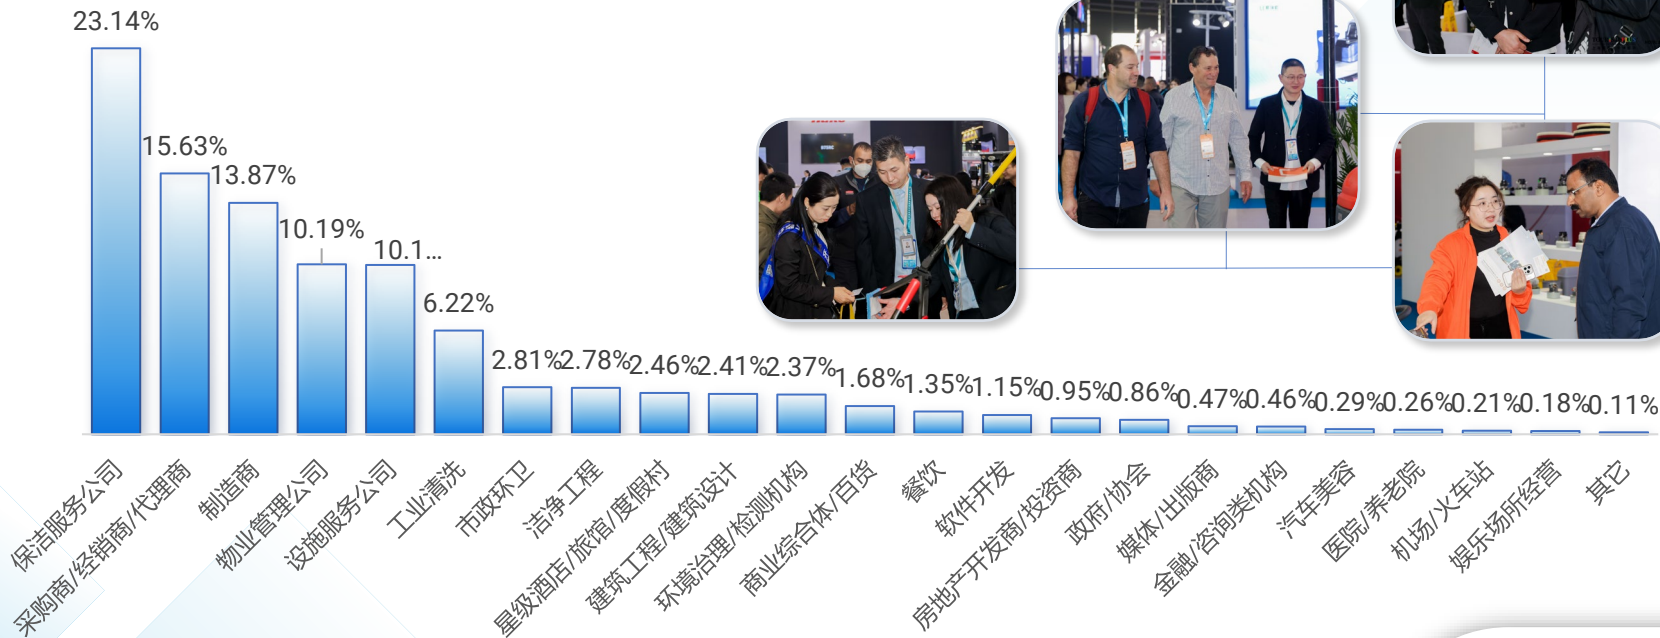 23.14%
15.63%
13.87%
10.19%
10.1...
6.22%
2.81%
2.78%
2.46%
2.41%
2.37%
1.68%
1.35%
1.15%
0.95%
0.86%
0.47%
0.46%
0.29%
0.26%
0.21%
0.18%
0.11%
保洁服务公司
采购商/经销商/代理商
制造商
物业管理公司
设施服务公司
工业清洗
市政环卫
洁净工程
星级酒店/旅馆/度假村
建筑工程/建筑设计
环境治理/检测机构
商业综合体/百货
餐饮
软件开发
房地产开发商/投资商
政府/协会
媒体/出版商
金融/咨询类机构
汽车美容
医院/养老院
机场/火车站
娱乐场所经营
其它